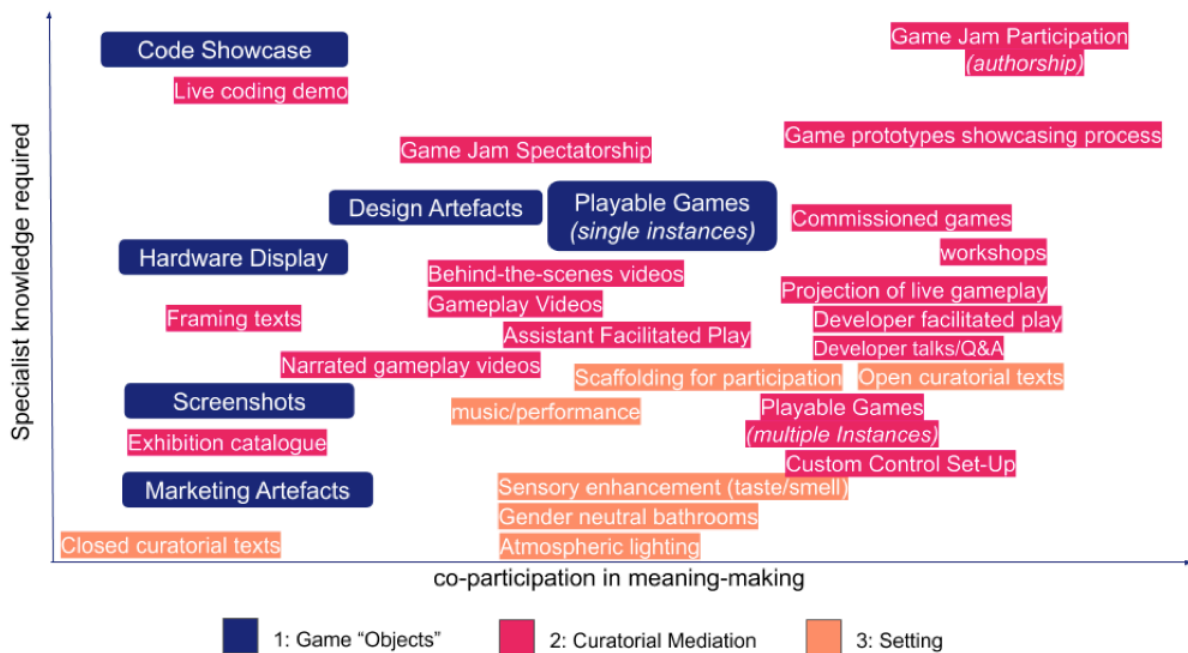 Code Showcase
Game Jam Participation
(authorship)
Live coding demo
Game prototypes showcasing process
Game Jam Spectatorship
Design Artefacts
Playable Games
(single instances)
Commissioned games
Hardware Display
workshops
Behind-the-scenes videos
Projection of live gameplay
Gameplay Videos
Framing texts
Developer facilitated play
Assistant Facilitated Play
Developer talks/Q&A
Narrated gameplay videos
Scaffolding for participation
Open curatorial texts
Screenshots
music/performance
Playable Games
(multiple Instances)
Exhibition catalogue
Custom Control Set-Up
Marketing Artefacts
Sensory enhancement (taste/smell)
Gender neutral bathrooms
Closed curatorial texts
Atmospheric lighting
Specialist knowledge required
co-participation in meaning-making
1: Game “Objects”
2: Curatorial Mediation
3: Setting